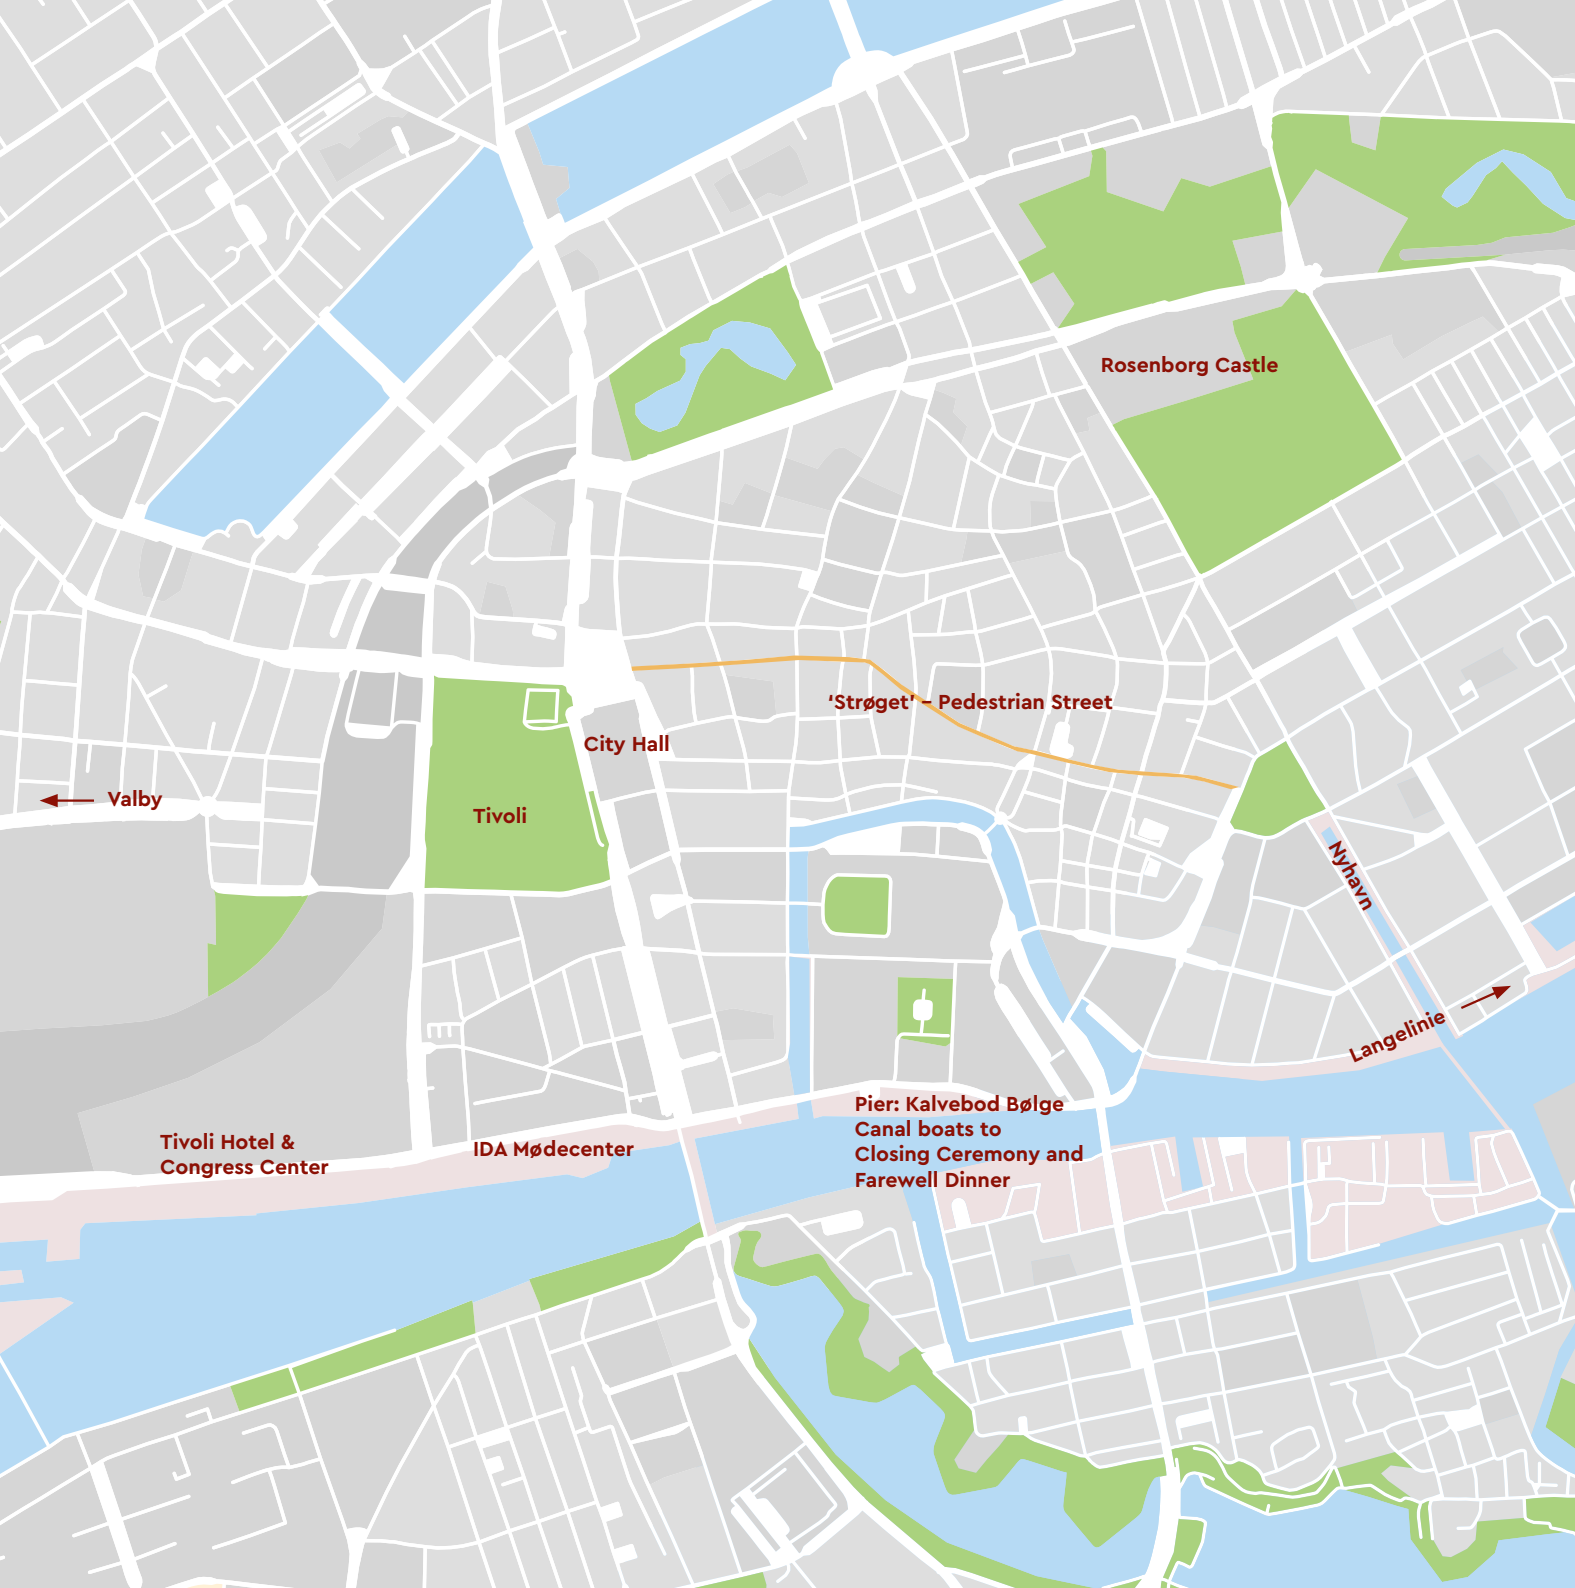 Rosenborg Castle
‘Strøget’ – Pedestrian Street
City Hall
Valby
Tivoli
Nyhavn
Langelinie
Pier: Kalvebod Bølge
Canal boats to
Closing Ceremony and
Farewell Dinner
Tivoli Hotel &
Congress Center
IDA Mødecenter